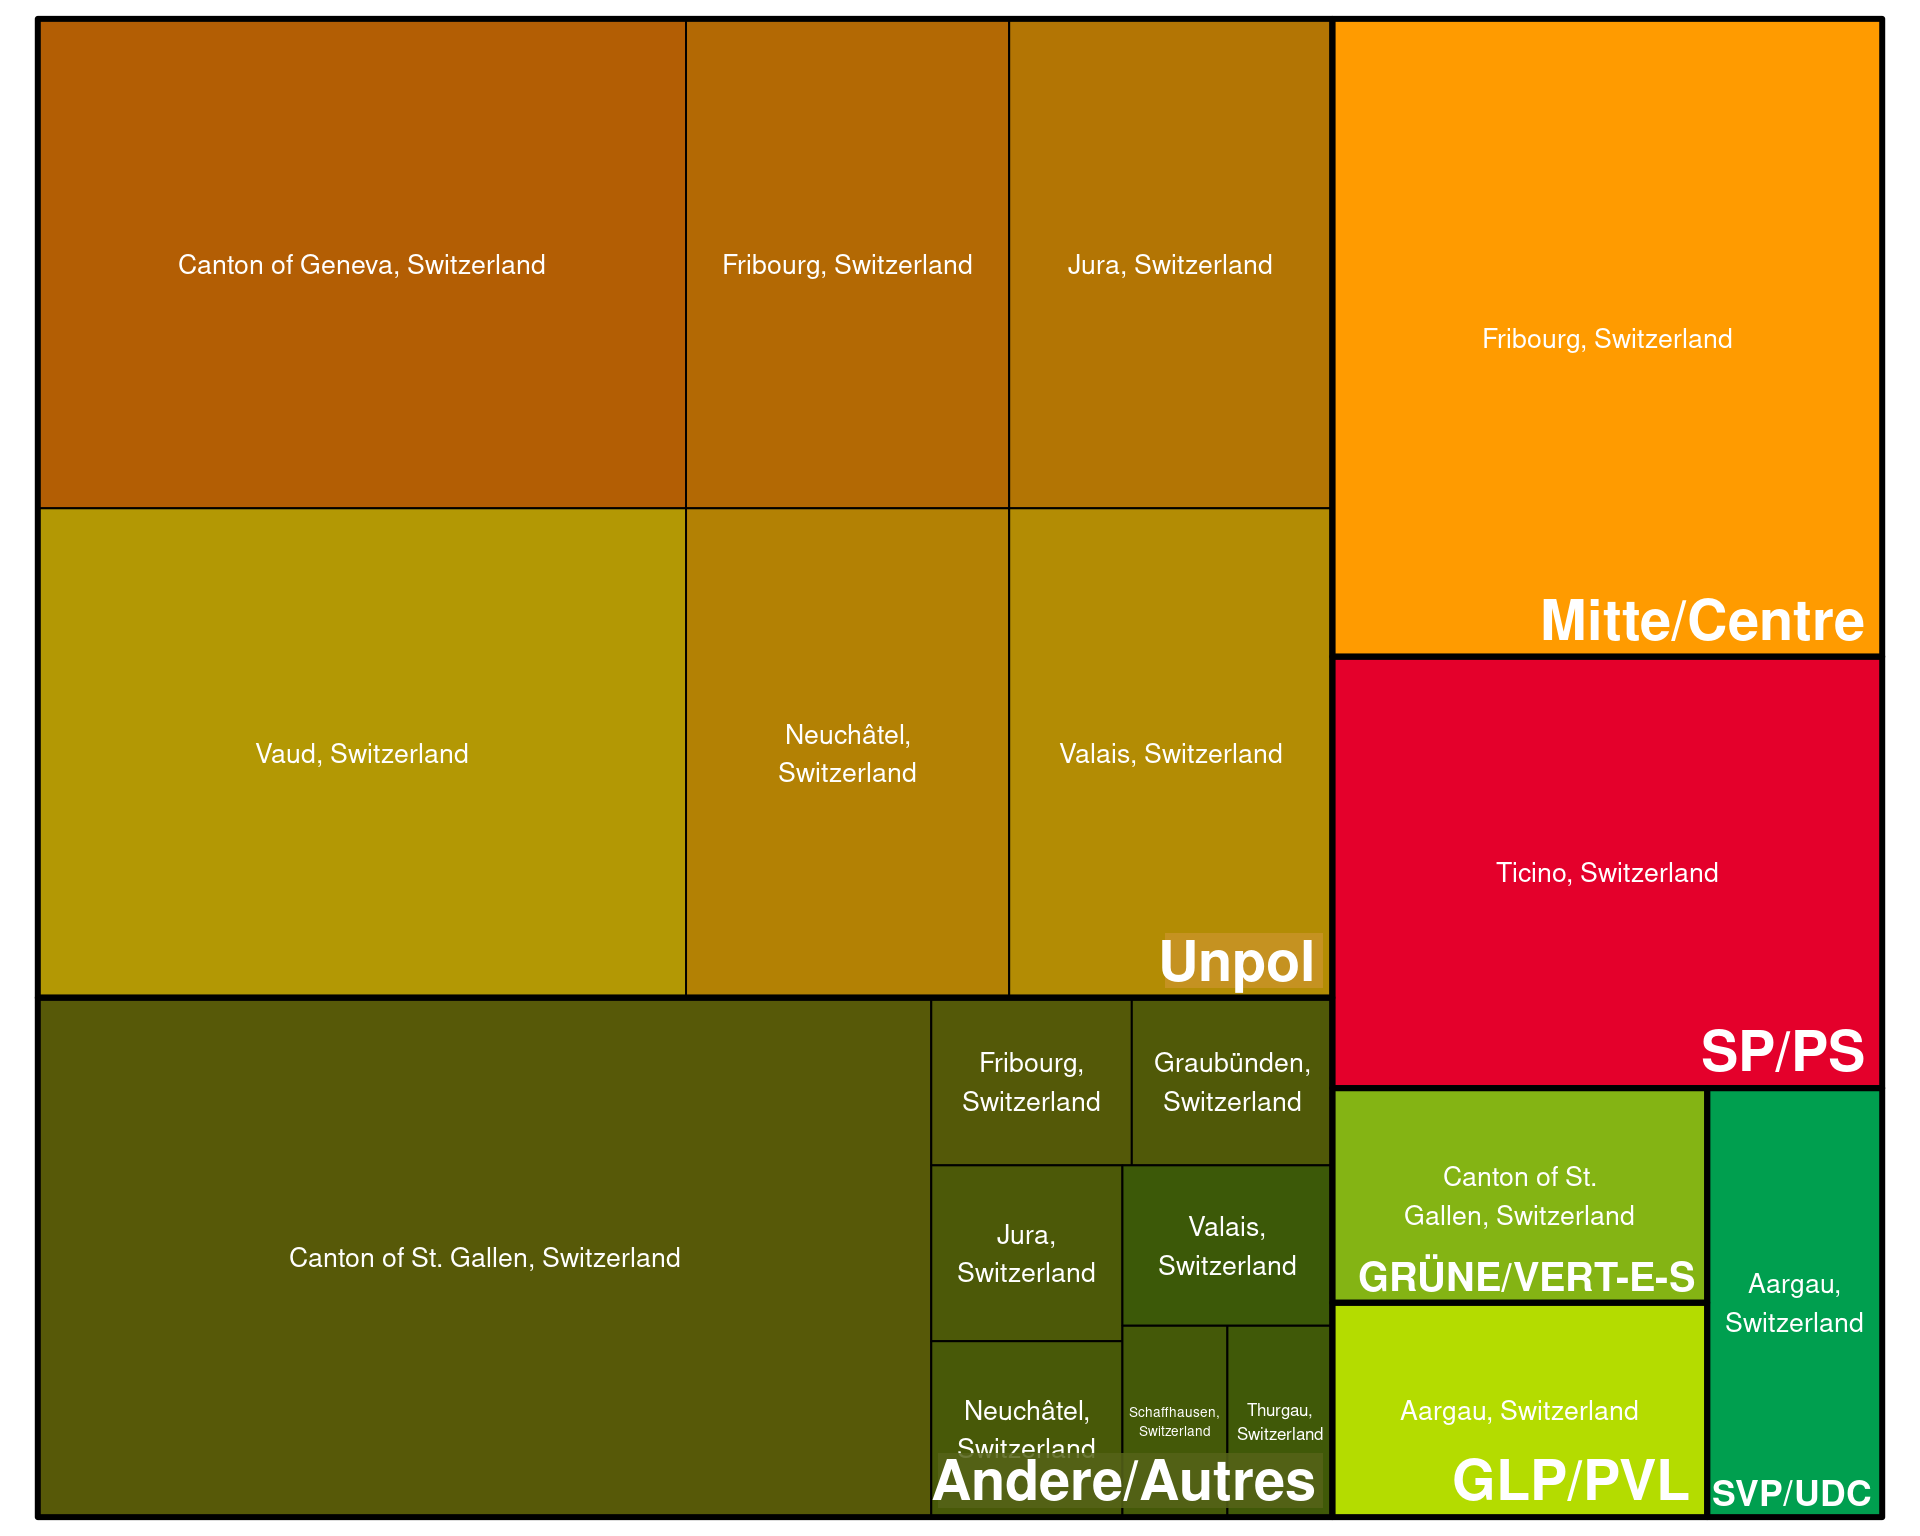 Canton of Geneva, Switzerland
Fribourg, Switzerland
Jura, Switzerland
Vaud, Switzerland
Neuchâtel,
Switzerland
Valais, Switzerland
Unpol
Canton of St. Gallen, Switzerland
Fribourg,
Switzerland
Graubünden,
Switzerland
Jura,
Switzerland
Valais,
Switzerland
Neuchâtel,
Switzerland
Schaffhausen,
Switzerland
Thurgau,
Switzerland
Andere/Autres
Fribourg, Switzerland
Mitte/Centre
Ticino, Switzerland
SP/PS
Canton of St.
Gallen, Switzerland
GRÜNE/VERT-E-S
Aargau, Switzerland
GLP/PVL
Aargau,
Switzerland
SVP/UDC